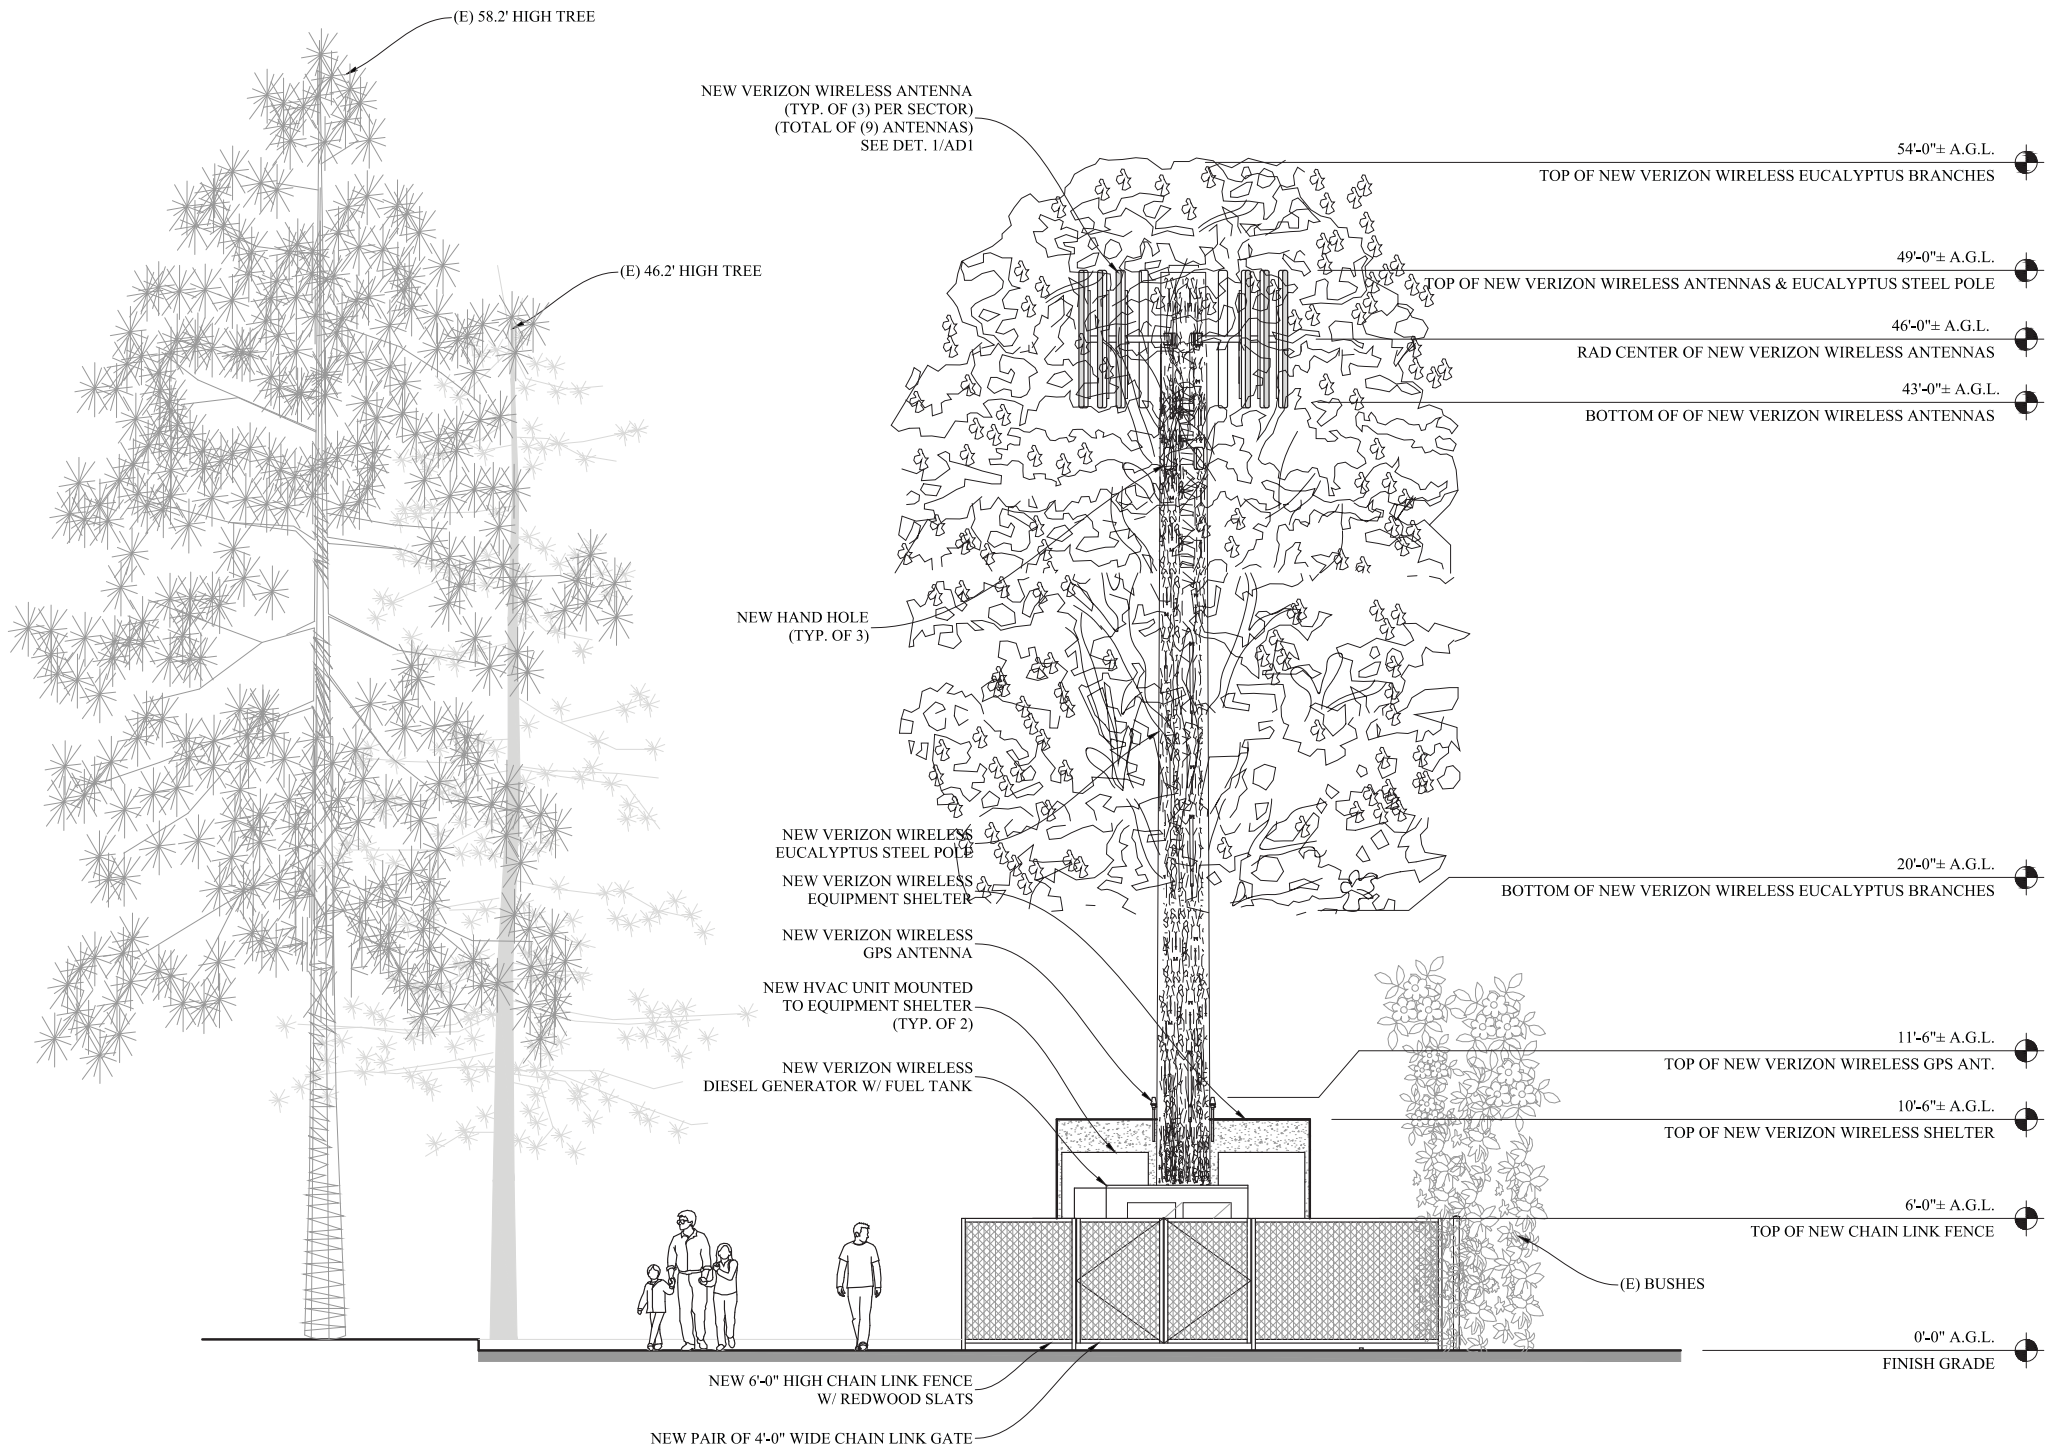 (E) 58.2' HIGH TREE
NEW VERIZON WIRELESS ANTENNA
(TYP. OF (3) PER SECTOR)
(TOTAL OF (9) ANTENNAS)
SEE DET. 1/AD1
54'-0"± A.G.L.
TOP OF NEW VERIZON WIRELESS EUCALYPTUS BRANCHES
(E) 46.2' HIGH TREE
49'-0"± A.G.L.
TOP OF NEW VERIZON WIRELESS ANTENNAS & EUCALYPTUS STEEL POLE
46'-0"± A.G.L.
RAD CENTER OF NEW VERIZON WIRELESS ANTENNAS
43'-0"± A.G.L.
BOTTOM OF OF NEW VERIZON WIRELESS ANTENNAS
NEW HAND HOLE
(TYP. OF 3)
NEW VERIZON WIRELESS
EUCALYPTUS STEEL POLE
NEW VERIZON WIRELESS
EQUIPMENT SHELTER
20'-0"± A.G.L.
BOTTOM OF NEW VERIZON WIRELESS EUCALYPTUS BRANCHES
NEW VERIZON WIRELESS
GPS ANTENNA
NEW HVAC UNIT MOUNTED
TO EQUIPMENT SHELTER
(TYP. OF 2)
11'-6"± A.G.L.
TOP OF NEW VERIZON WIRELESS GPS ANT.
NEW VERIZON WIRELESS
DIESEL GENERATOR W/ FUEL TANK
10'-6"± A.G.L.
TOP OF NEW VERIZON WIRELESS SHELTER
6'-0"± A.G.L.
TOP OF NEW CHAIN LINK FENCE
(E) BUSHES
0'-0" A.G.L.
FINISH GRADE
NEW 6'-0" HIGH CHAIN LINK FENCE
W/ REDWOOD SLATS
NEW PAIR OF 4'-0" WIDE CHAIN LINK GATE